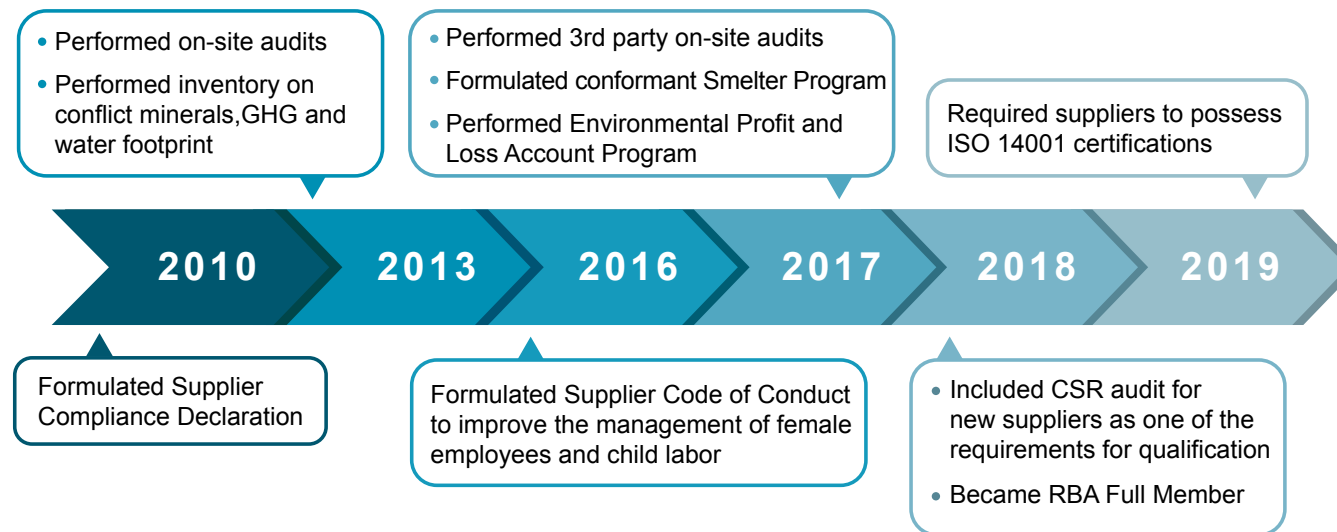 • Performed on-site audits
• Performed inventory on
conflict minerals,GHG and
water footprint
• Performed 3rd party on-site audits
• Formulated conformant Smelter Program
• Performed Environmental Profit and
Loss Account Program
Required suppliers to possess
ISO 14001 certifications
2010
2013
2016
2017
2018
2019
Formulated Supplier
Compliance Declaration
Formulated Supplier Code of Conduct
to improve the management of female
employees and child labor
• Included CSR audit for
new suppliers as one of the
requirements for qualification
• Became RBA Full Member